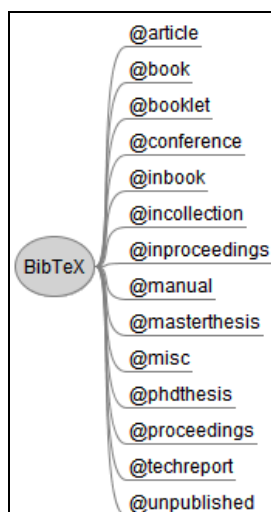 @article
@book
@booklet
@conference
@inbook
@incollection
@inproceedings
BibTeX
@manual
@masterthesis
@misc
@phdthesis
@proceedings
@techreport
@unpublished